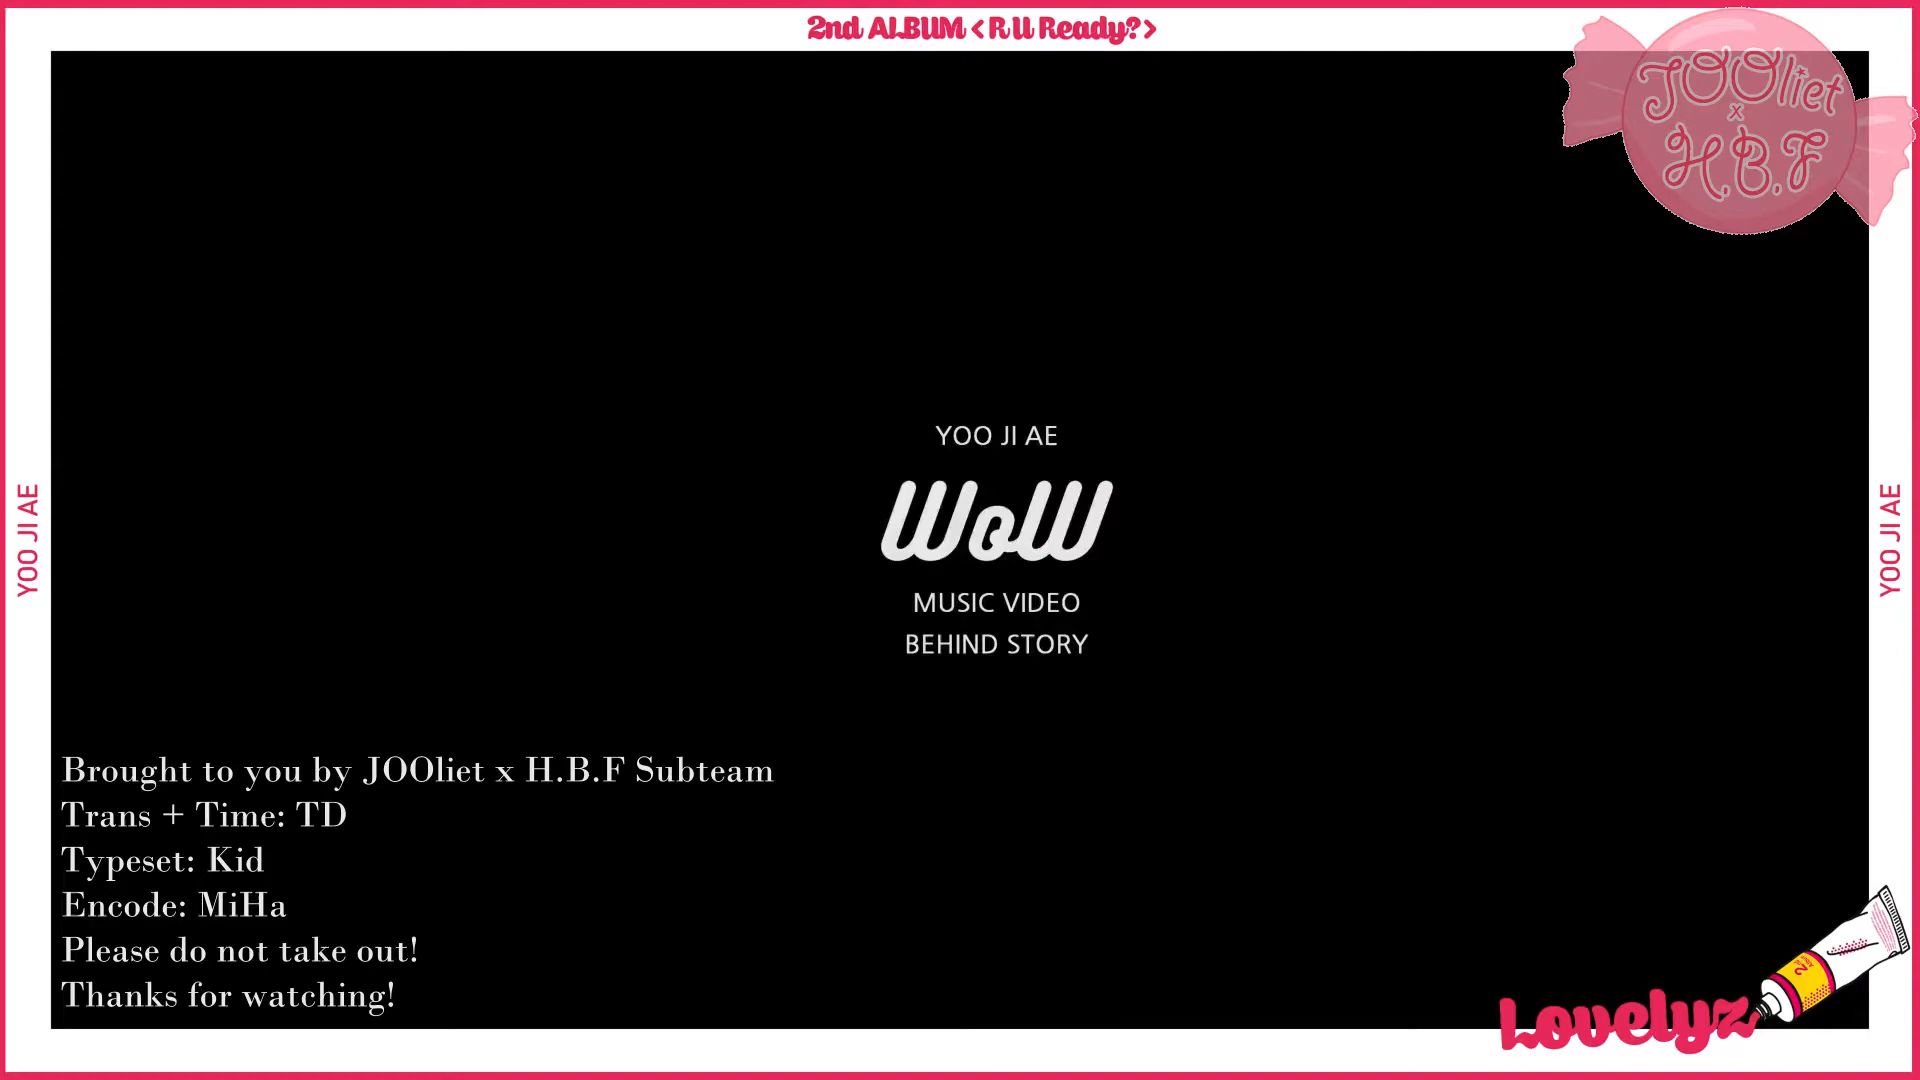 2nd ALBUM < R U Ready? >
JOOliet
x
H.B.F
YOO JI AE
YOO JI AE
YOO JI AE
WoW
MUSIC VIDEO
BEHIND STORY
Brought to you by JOOliet x H.B.F Subteam
Trans + Time: TD
Typeset: Kid
Encode: MiHa
Please do not take out!
Thanks for watching!
Lovelyz